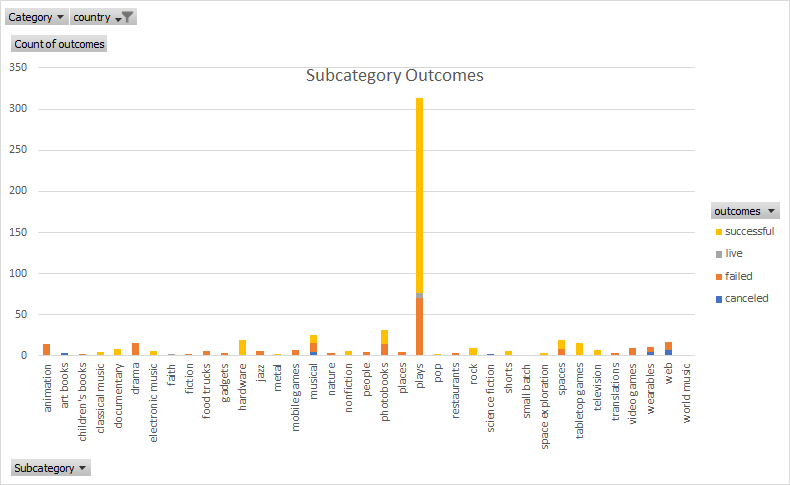 Category country
Count of outcomes
Subcategory Outcomes
350
300
250
200
150
100
50
0
animation
art books
children's books
classical music
documentary
drama
electronic music
faith
fiction
food trucks
gadgets
hardware
jazz
metal
mobile games
musical
nature
nonfiction
people
photobooks
places
plays
pop
restaurants
rock
science fiction
shorts
small batch
space exploration
spaces
tabletop games
television
translations
video games
wearables
web
world music
outcomes
successful
live
failed
canceled
Subcategory